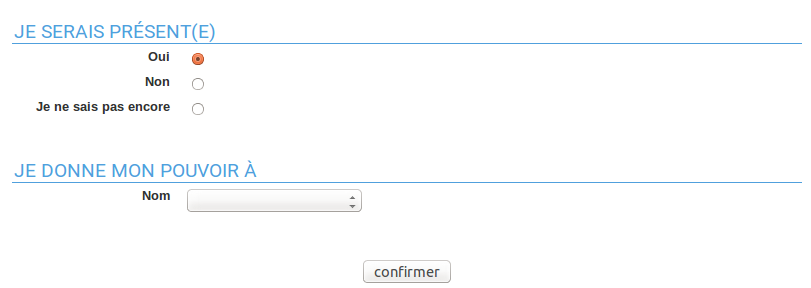 JE SERAIS PRÉSENT(E)
Oui
Non
Je ne sais pas encore
JE DONNE MON POUVOIR À
Nom
confirmer